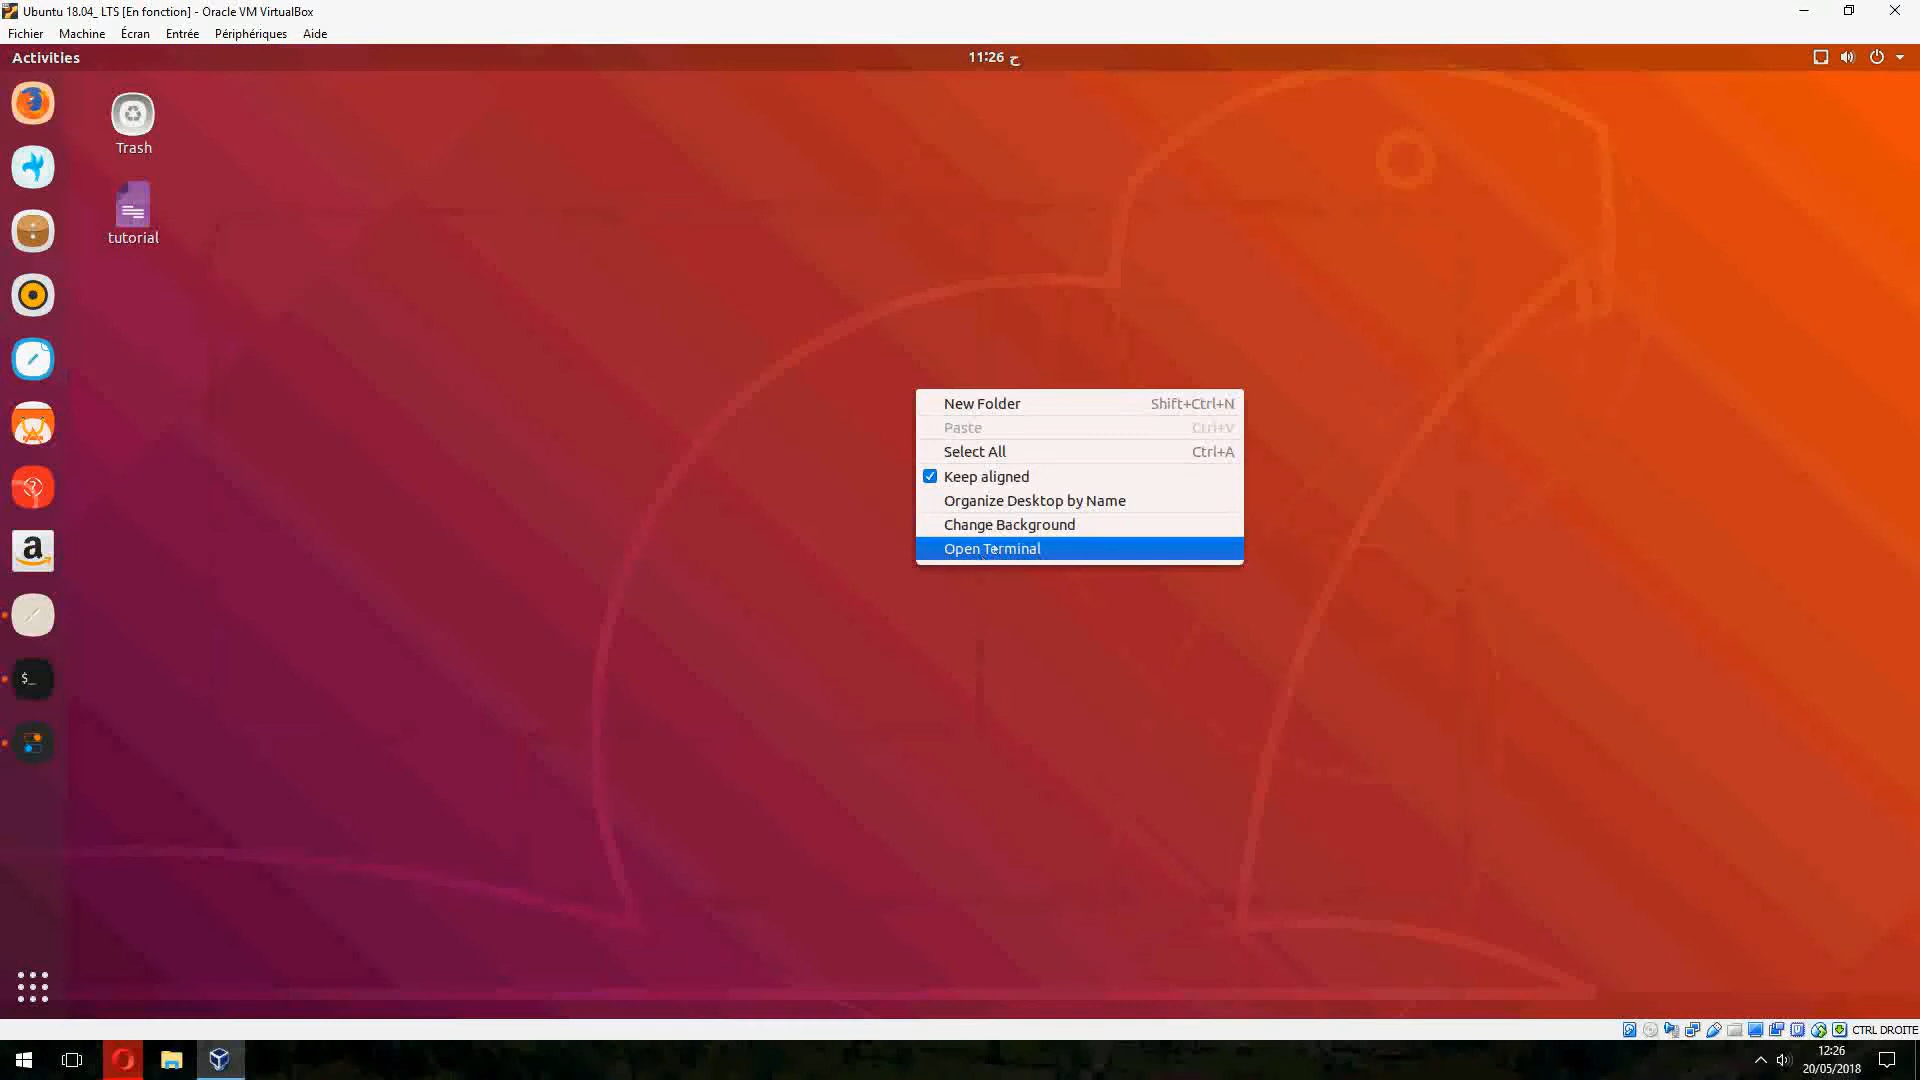 Ubuntu 18.04_ LTS [En fonction] - Oracle VM VirtualBox
Fichier Machine Écran Entrée Périphériques Aide
Activities
11:26 ح
Trash
tutorial
New Folder Shift+Ctrl+N
Paste Ctrl+V
Select All Ctrl+A
Keep aligned
Organize Desktop by Name
Change Background
Open Terminal
a
$_
CTRL DROITE
12:26
20/05/2018